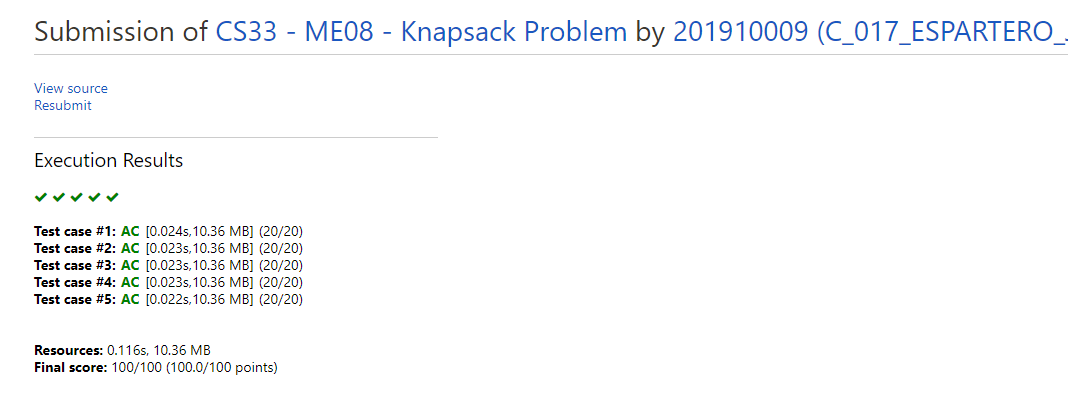 Submission of CS33 - ME08 - Knapsack Problem by 201910009 (C_017_ESPARTERO_
View source
Resubmit
Execution Results
Test case #1: AC [0.024s,10.36 MB] (20/20)
Test case #2: AC [0.023s,10.36 MB] (20/20)
Test case #3: AC [0.023s,10.36 MB] (20/20)
Test case #4: AC [0.023s,10.36 MB] (20/20)
Test case #5: AC [0.022s,10.36 MB] (20/20)
Resources: 0.116s, 10.36 MB
Final score: 100/100 (100.0/100 points)